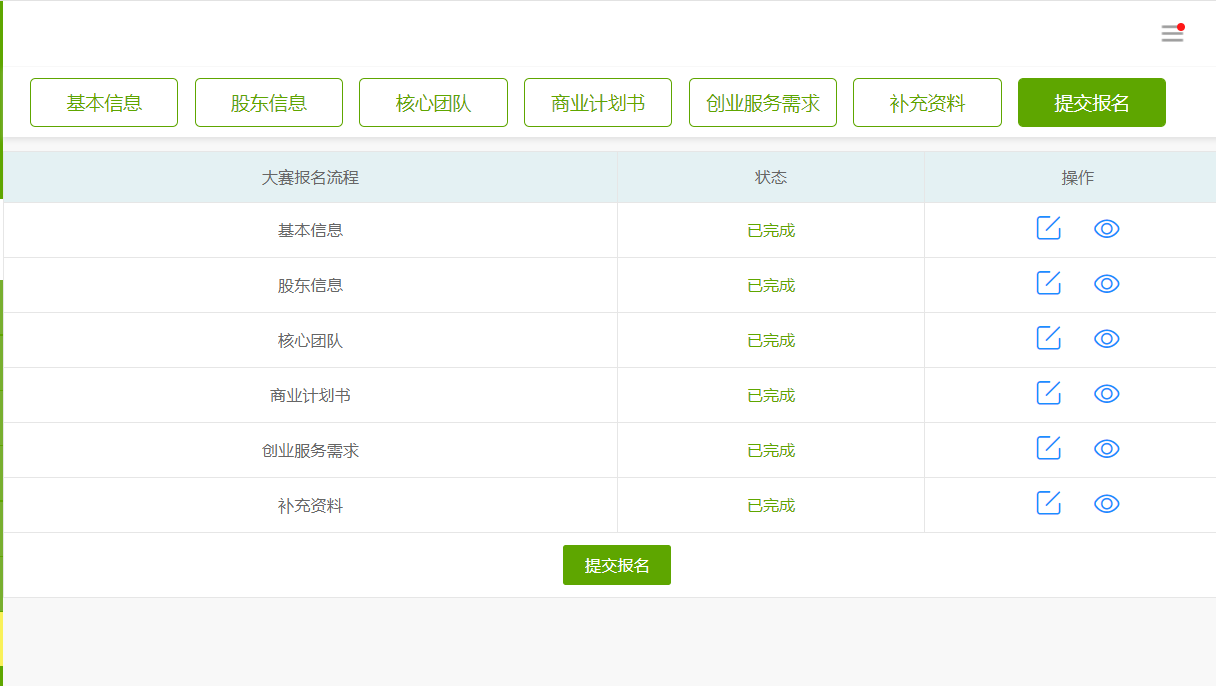 基本信息 股东信息 核心团队 商业计划书 创业服务需求 补充资料 提交报名
大赛报名流程 状态 操作
基本信息 已完成
股东信息 已完成
核心团队 已完成
商业计划书 已完成
创业服务需求 已完成
补充资料 已完成
提交报名